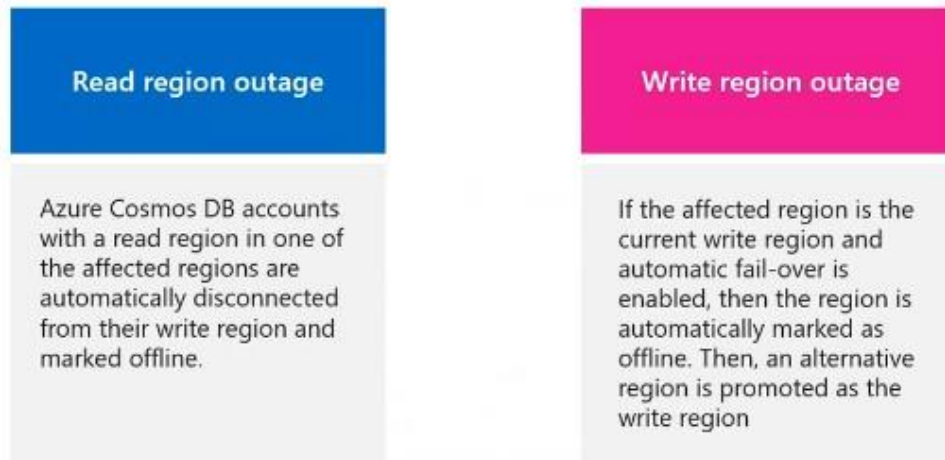 Read region outage
Azure Cosmos DB accounts
with a read region in one of
the affected regions are
automatically disconnected
from their write region and
marked offline.
Write region outage
If the affected region is the
current write region and
automatic fail-over is
enabled, then the region is
automatically marked as
offline. Then, an alternative
region is promoted as the
write region